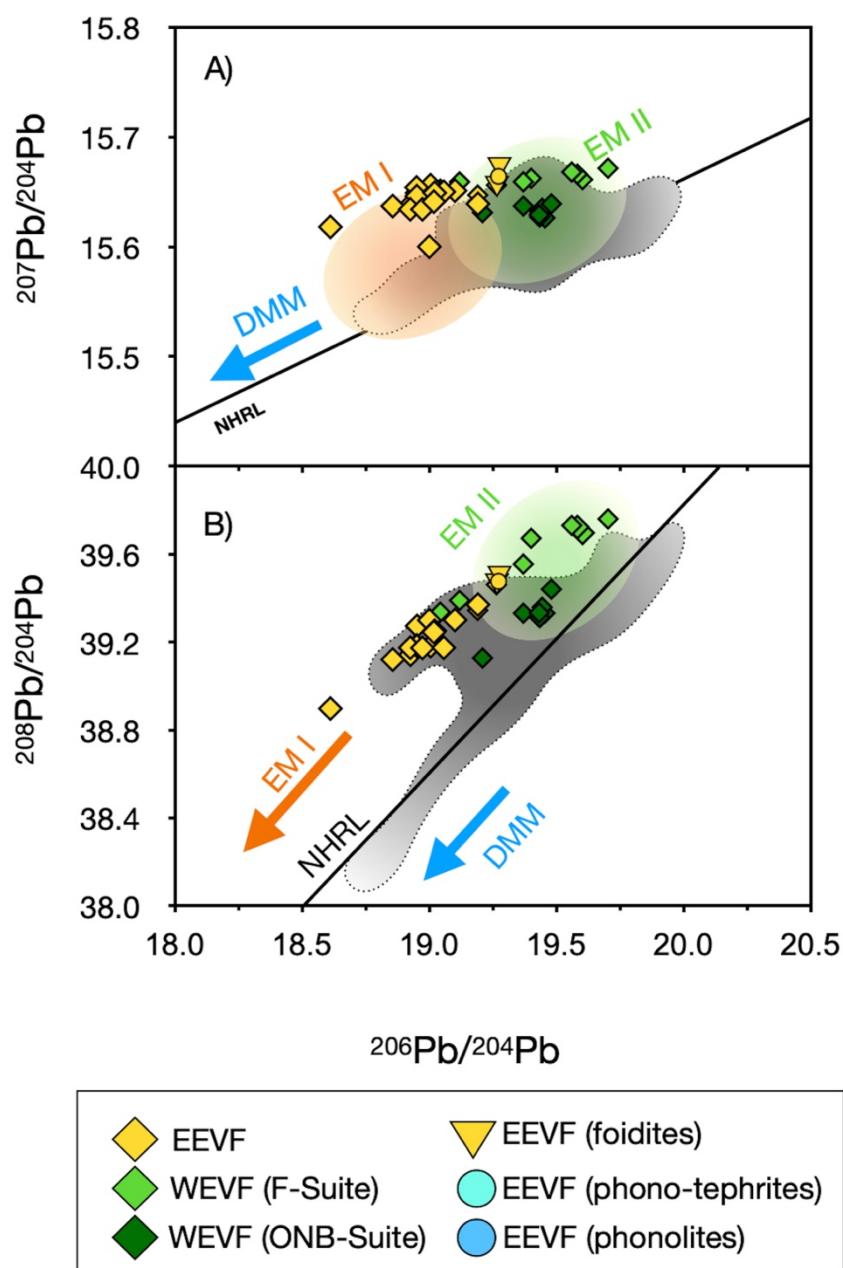 15.8
A)
15.7
EM II
EM I
²⁰⁷Pb/²⁰⁴Pb
15.6
DMM
15.5
NHRL
40.0
B)
EM II
39.6
39.2
²⁰⁸Pb/²⁰⁴Pb
38.8
EM I
NHRL
DMM
38.4
38.0
18.0 18.5 19.0 19.5 20.0 20.5
²⁰⁶Pb/²⁰⁴Pb
EEVF
EEVF (foidites)
WEVF (F-Suite)
EEVF (phono-tephrites)
WEVF (ONB-Suite)
EEVF (phonolites)